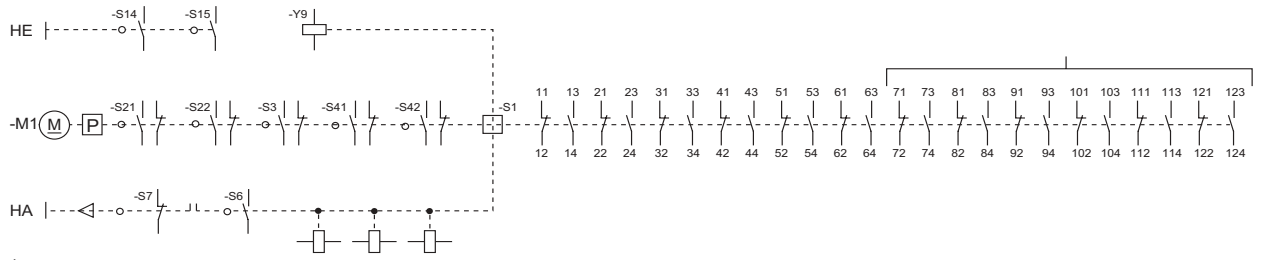 -S14 -S15 -Y9
HE
11 13 21 23 31 33 41 43 51 53 61 63 71 73 81 83 91 93 101 103 111 113 121 123
-S21 -S22 -S3 -S41 -S42 -S1
-M1 M P
12 14 22 24 32 34 42 44 52 54 62 64 72 74 82 84 92 94 102 104 112 114 122 124
-S7 -S6
HA